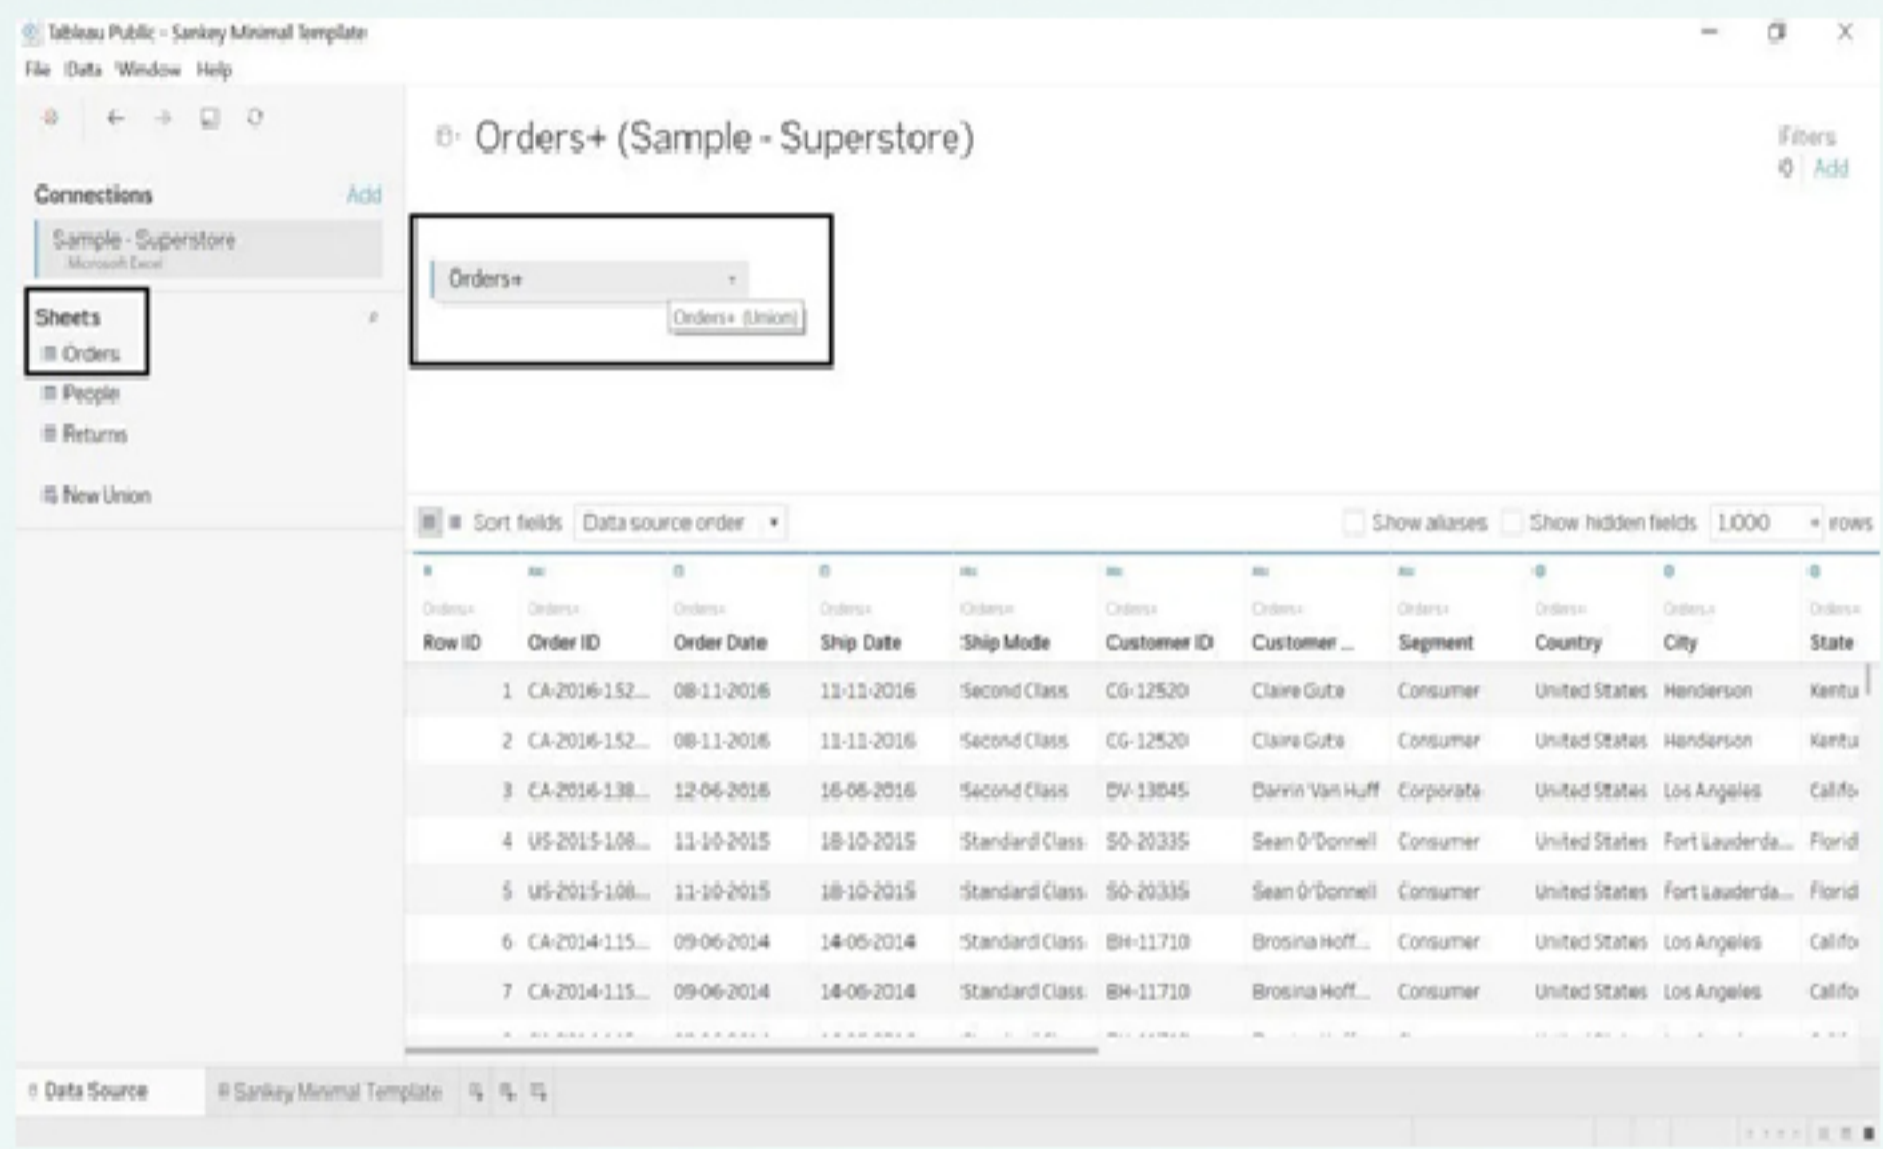 Tableau Public - Sankey Minimal Template
File Data Window Help
Orders+ (Sample - Superstore)
Filters
0 Add
Connections Add
Sample - Superstore
Microsoft Excel
Orders+
Orders+ (Union)
Sheets
Orders
People
Returns
New Union
Sort fields Data source order Show aliases Show hidden fields 1,000 rows
Abc Abc Abc Abc Abc
Orders+ Orders+ Orders+ Orders+ Orders+ Orders+ Orders+ Orders+ Orders+ Orders+ Orders+
Row ID Order ID Order Date Ship Date Ship Mode Customer ID Customer ... Segment Country City State
1 CA-2016-152... 08-11-2016 11-11-2016 Second Class CG-12520 Claire Gute Consumer United States Henderson Kentu
2 CA-2016-152... 08-11-2016 11-11-2016 Second Class CG-12520 Claire Gute Consumer United States Henderson Kentu
3 CA-2016-138... 12-06-2016 16-06-2016 Second Class DV-13045 Darrin Van Huff Corporate United States Los Angeles Califo
4 US-2015-108... 11-10-2015 18-10-2015 Standard Class SO-20335 Sean O'Donnell Consumer United States Fort Lauderda... Florid
5 US-2015-108... 11-10-2015 18-10-2015 Standard Class SO-20335 Sean O'Donnell Consumer United States Fort Lauderda... Florid
6 CA-2014-115... 09-06-2014 14-06-2014 Standard Class BH-11710 Brosina Hoff... Consumer United States Los Angeles Califo
7 CA-2014-115... 09-06-2014 14-06-2014 Standard Class BH-11710 Brosina Hoff... Consumer United States Los Angeles Califo
Data Source Sankey Minimal Template